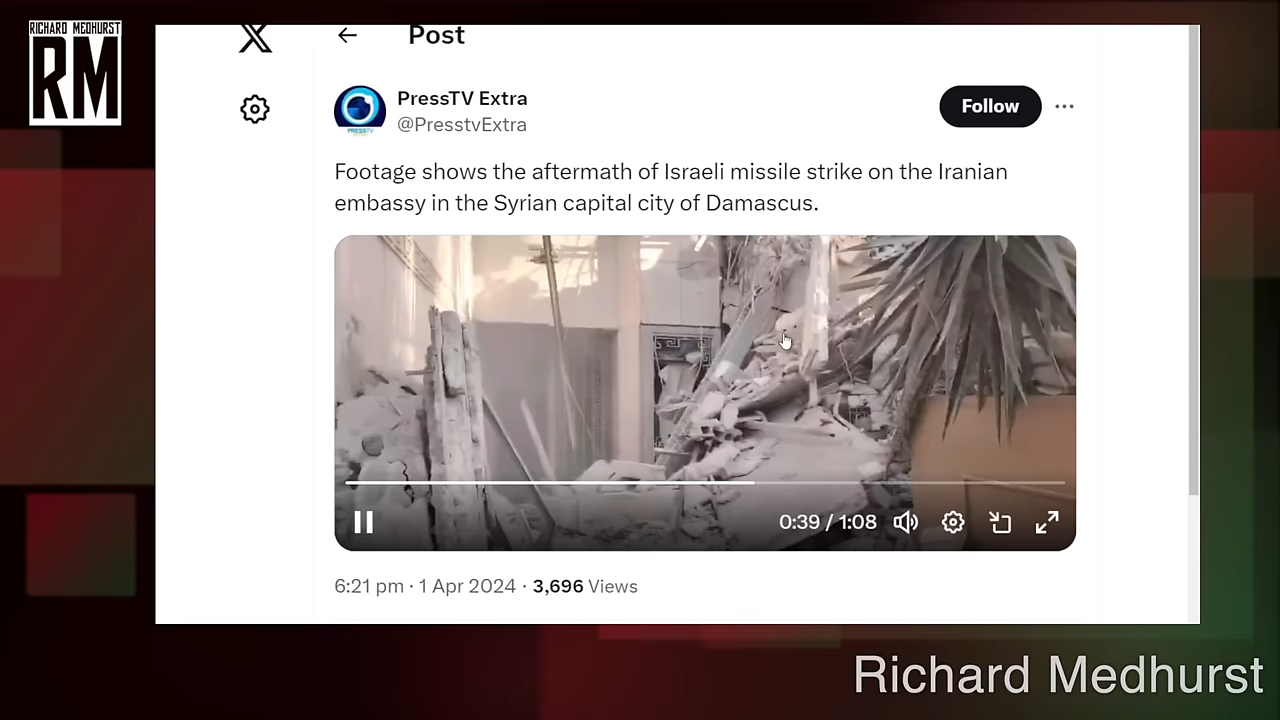 RICHARD MEDHURST
RM
Post
PressTV Extra
@PresstvExtra
Follow
PRESSTV
Footage shows the aftermath of Israeli missile strike on the Iranian
embassy in the Syrian capital city of Damascus.
0:39 / 1:08
6:21 pm · 1 Apr 2024 · 3,696 Views
Richard Medhurst